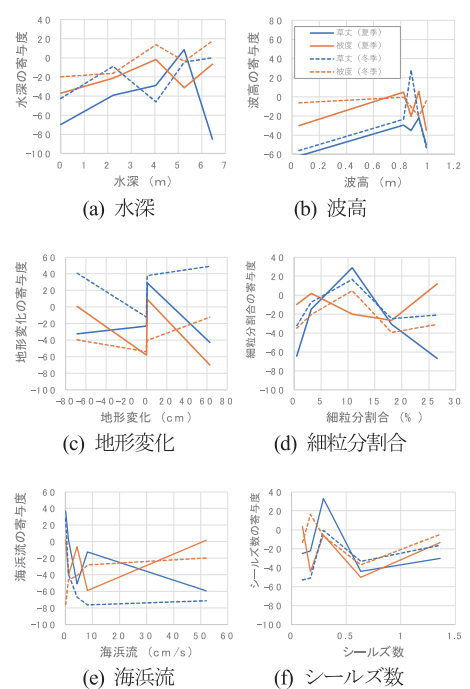 水深の寄与度
40
20
0
-20
-40
-60
-80
-100
0 1 2 3 4 5 6 7
水深 (m)
(a) 水深
波高の寄与度
80
60
40
20
0
-20
-40
-60
草丈 (夏季)
被度 (夏季)
草丈 (冬季)
被度 (冬季)
0 0.2 0.4 0.6 0.8 1 1.2
波高 (m)
(b) 波高
地形変化の寄与度
60
40
20
0
-20
-40
-60
-80
-100
-80 -60 -40 -20 0 20 40 60 80
地形変化 (cm)
(c) 地形変化
細粒分割合の寄与度
40
20
0
-20
-40
-60
-80
-100
0 5 10 15 20 25 30
細粒分割合 (%)
(d) 細粒分割合
海浜流の寄与度
60
40
20
0
-20
-40
-60
-80
-100
0 10 20 30 40 50 60
海浜流 (cm/s)
(e) 海浜流
シールズ数の寄与度
40
20
0
-20
-40
-60
-80
-100
0 0.5 1 1.5
シールズ数
(f) シールズ数